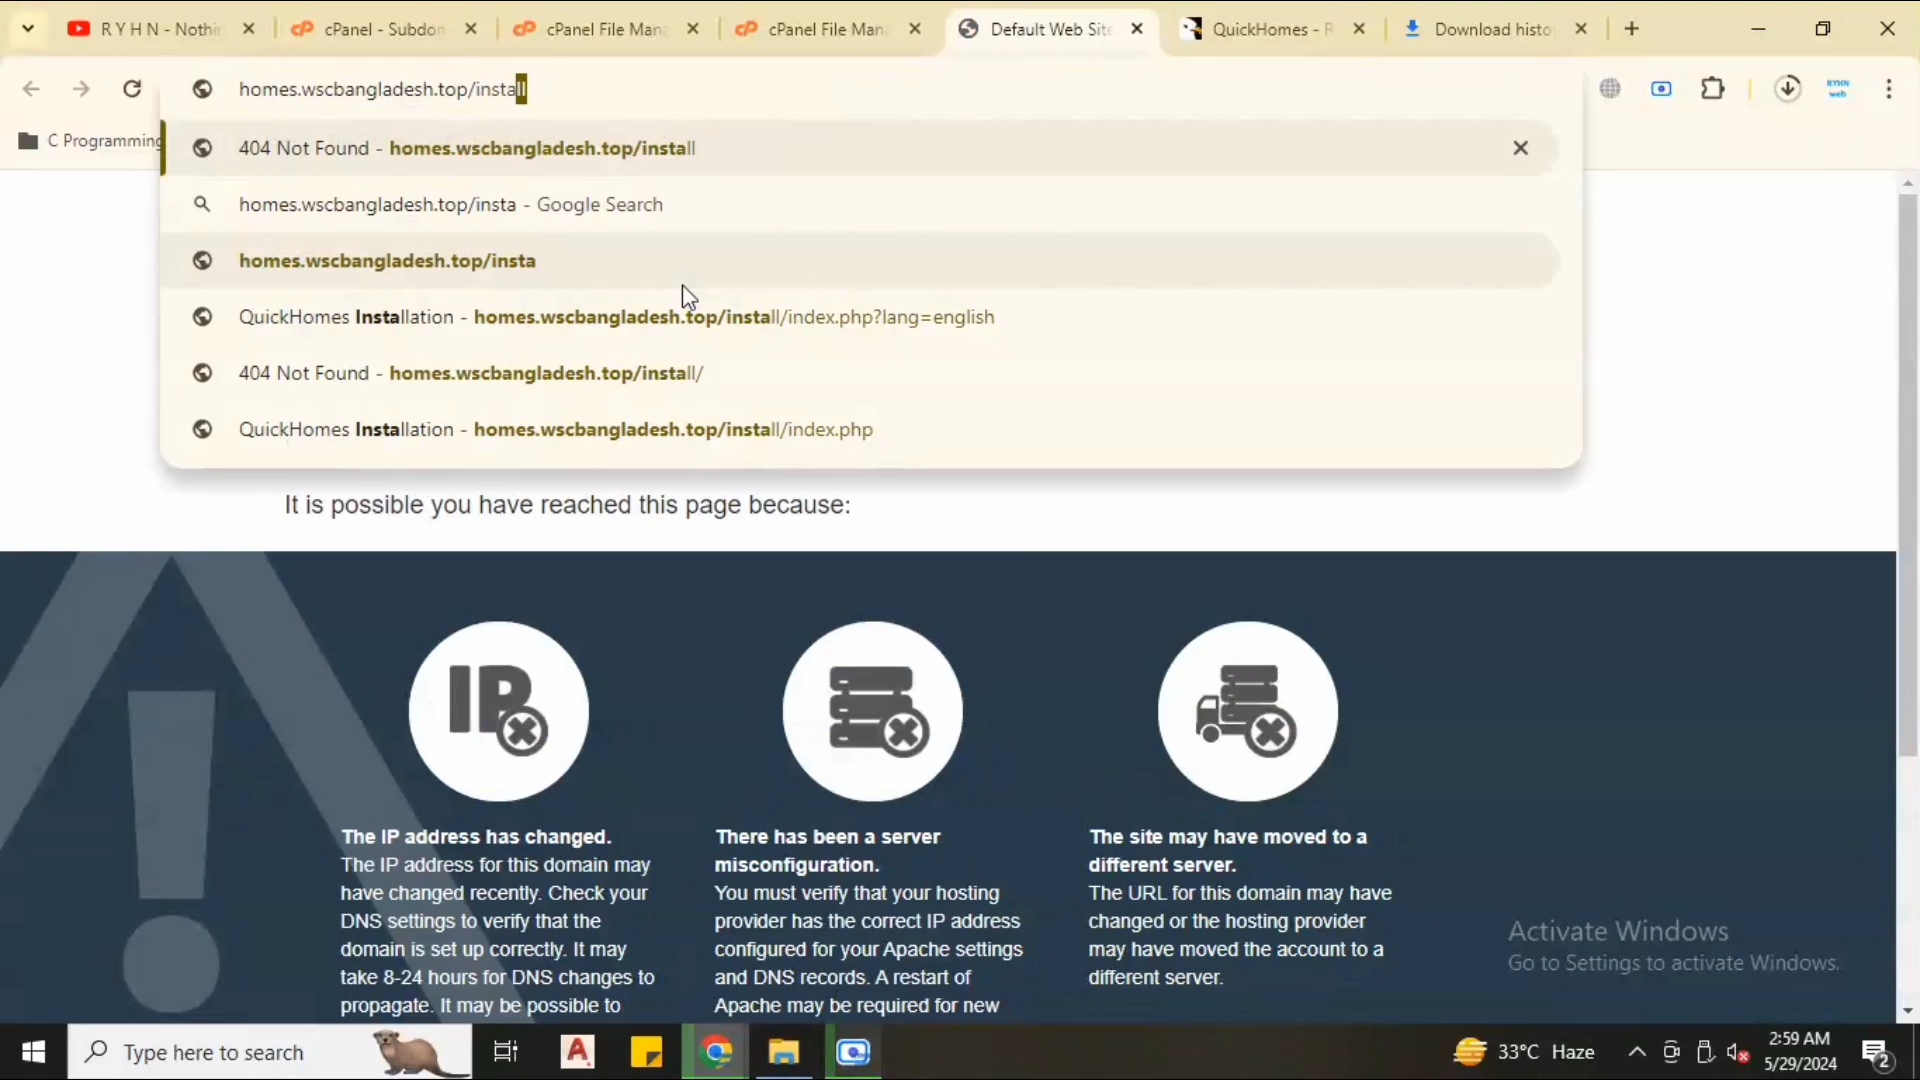 R Y H N - Nothin
cPanel - Subdom
cPanel File Mana
cPanel File Mana
Default Web Site
QuickHomes - R
Download histo
homes.wscbangladesh.top/install
RYHN
web
C Programming
404 Not Found - homes.wscbangladesh.top/install
homes.wscbangladesh.top/insta - Google Search
homes.wscbangladesh.top/insta
QuickHomes Installation - homes.wscbangladesh.top/install/index.php?lang=english
404 Not Found - homes.wscbangladesh.top/install/
QuickHomes Installation - homes.wscbangladesh.top/install/index.php
It is possible you have reached this page because:
IP
The IP address has changed.
The IP address for this domain may
have changed recently. Check your
DNS settings to verify that the
domain is set up correctly. It may
take 8-24 hours for DNS changes to
propagate. It may be possible to
There has been a server
misconfiguration.
You must verify that your hosting
provider has the correct IP address
configured for your Apache settings
and DNS records. A restart of
Apache may be required for new
The site may have moved to a
different server.
The URL for this domain may have
changed or the hosting provider
may have moved the account to a
different server.
Activate Windows
Go to Settings to activate Windows.
Type here to search
A
33°C Haze
2:59 AM
5/29/2024
2